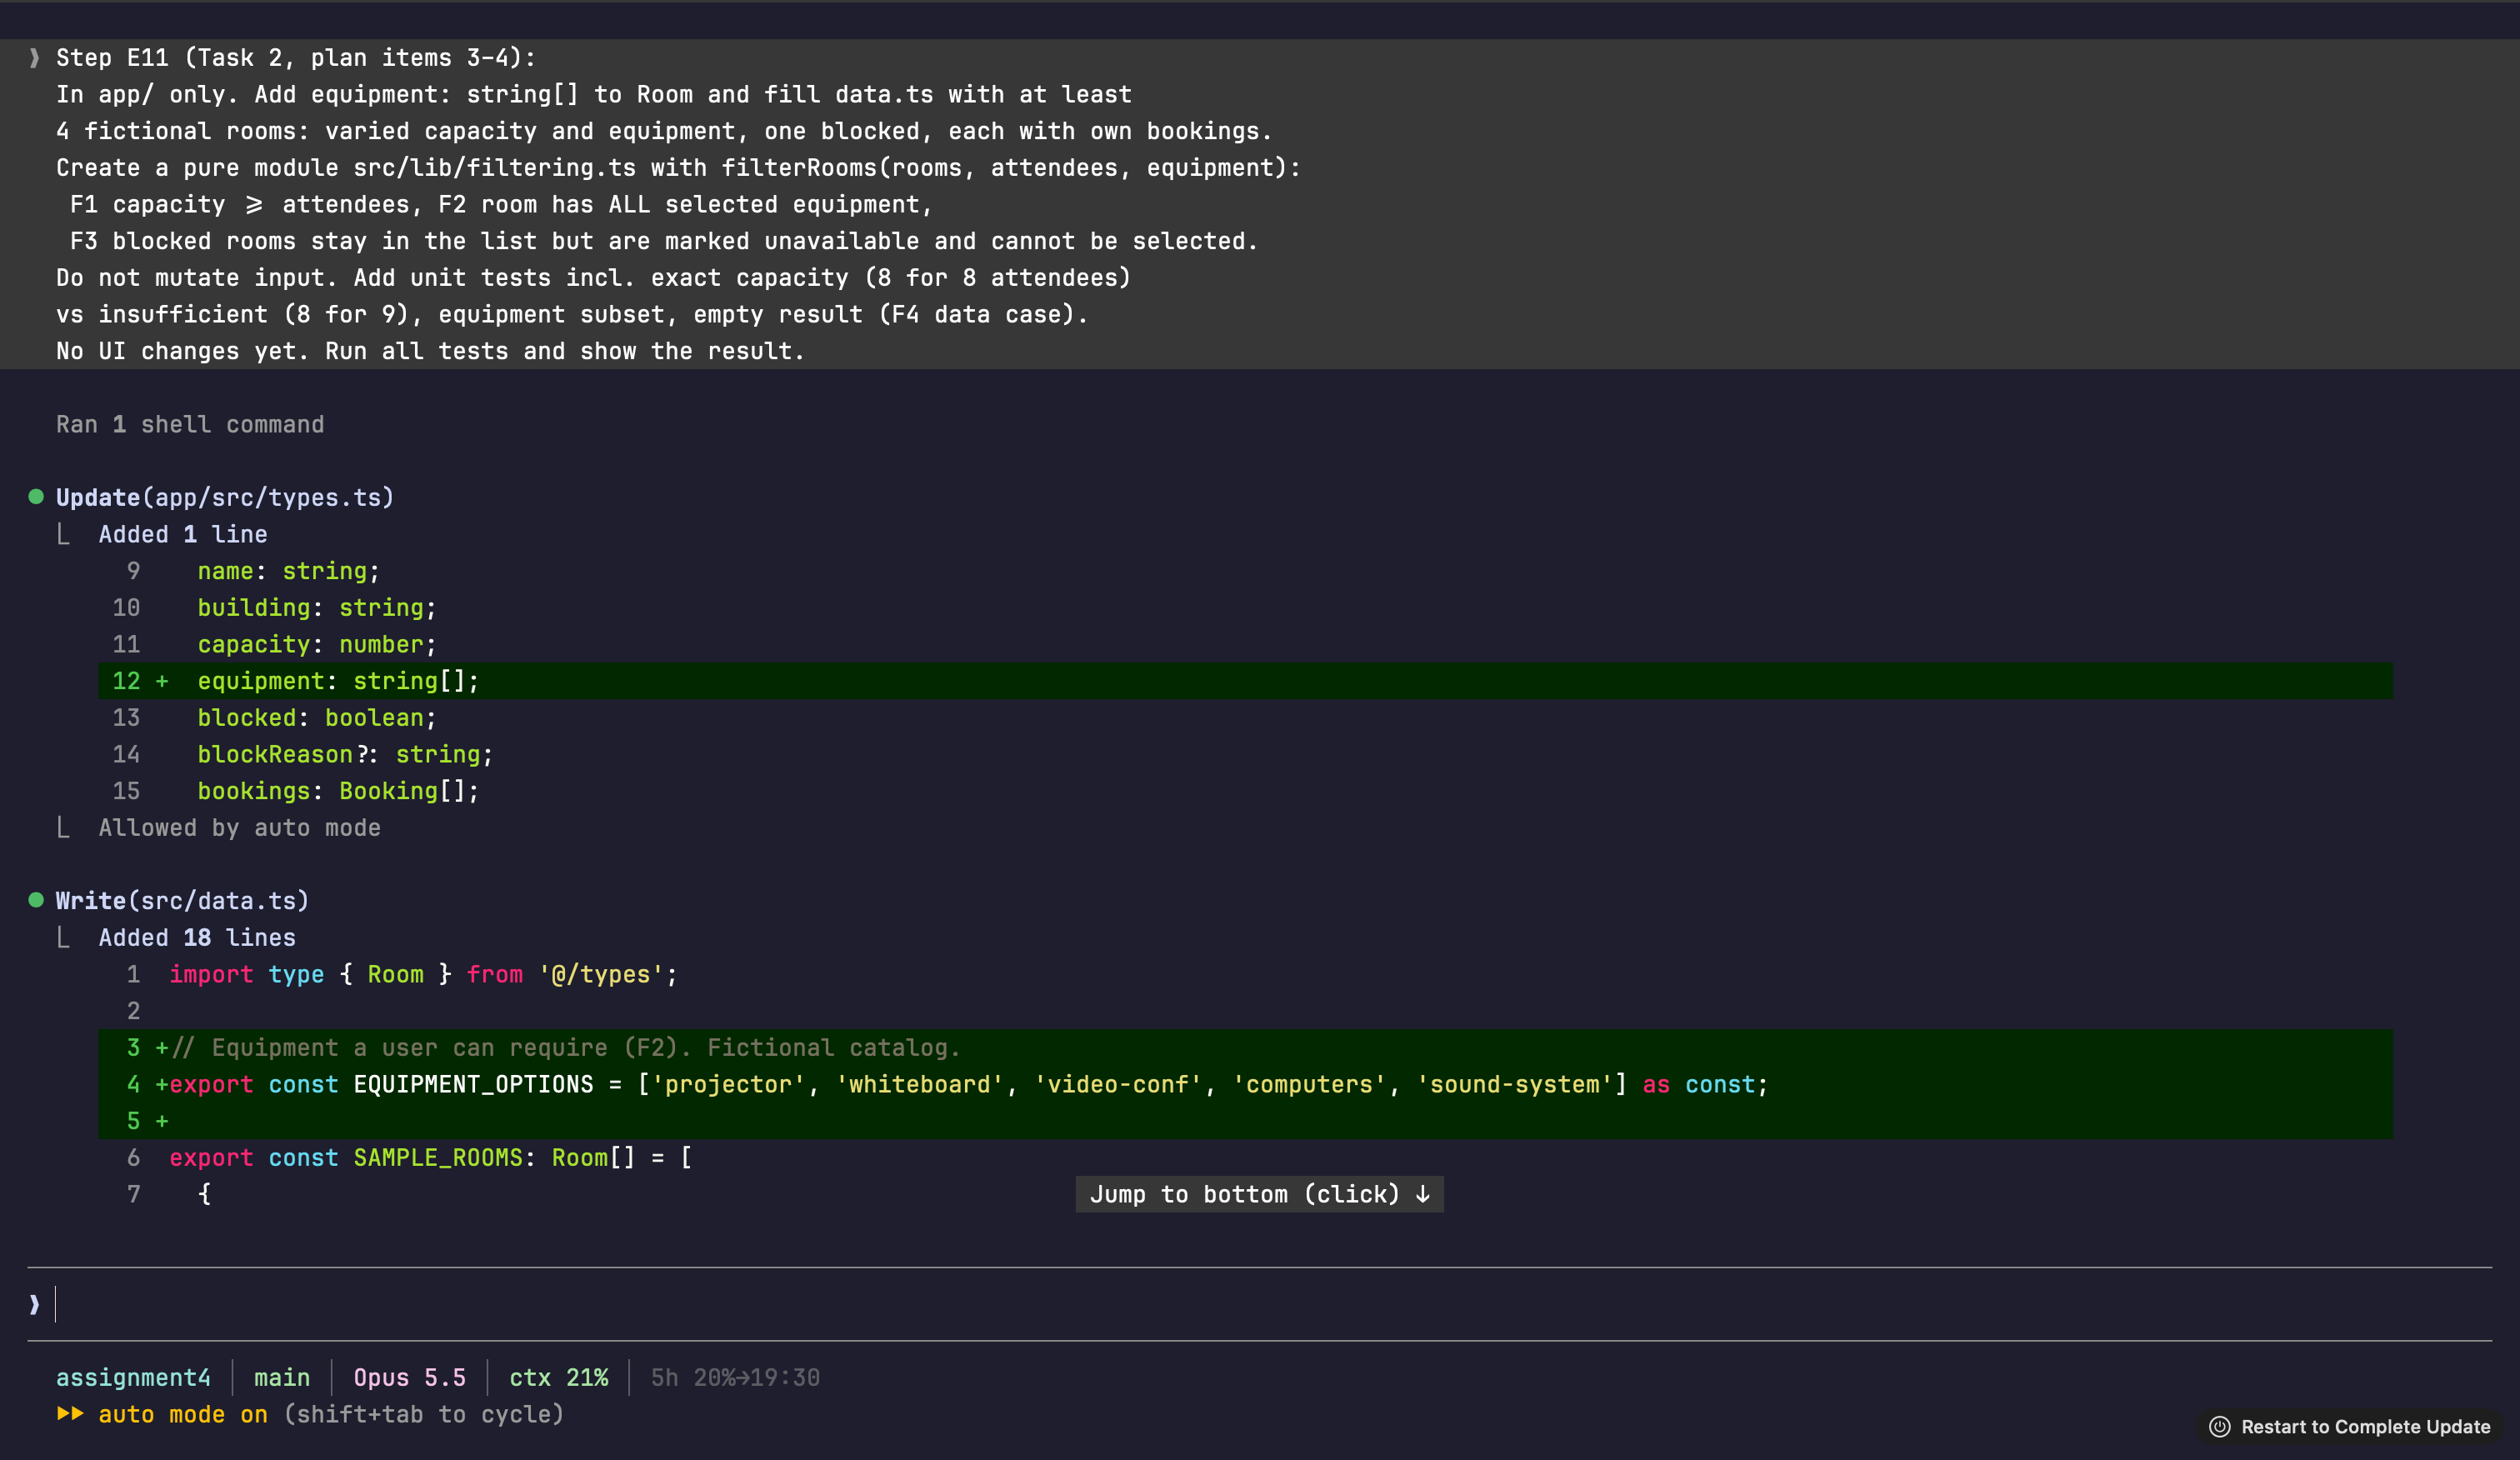 ❯ Step E11 (Task 2, plan items 3-4):
In app/ only. Add equipment: string[] to Room and fill data.ts with at least
4 fictional rooms: varied capacity and equipment, one blocked, each with own bookings.
Create a pure module src/lib/filtering.ts with filterRooms(rooms, attendees, equipment):
F1 capacity >= attendees, F2 room has ALL selected equipment,
F3 blocked rooms stay in the list but are marked unavailable and cannot be selected.
Do not mutate input. Add unit tests incl. exact capacity (8 for 8 attendees)
vs insufficient (8 for 9), equipment subset, empty result (F4 data case).
No UI changes yet. Run all tests and show the result.
Ran 1 shell command
● Update(app/src/types.ts)
⎿ Added 1 line
9 name: string;
10 building: string;
11 capacity: number;
12 + equipment: string[];
13 blocked: boolean;
14 blockReason?: string;
15 bookings: Booking[];
⎿ Allowed by auto mode
● Write(src/data.ts)
⎿ Added 18 lines
1 import type { Room } from '@/types';
2
3 +// Equipment a user can require (F2). Fictional catalog.
4 +export const EQUIPMENT_OPTIONS = ['projector', 'whiteboard', 'video-conf', 'computers', 'sound-system'] as const;
5 +
6 export const SAMPLE_ROOMS: Room[] = [
7 {
Jump to bottom (click) ↓
❯
assignment4 │ main │ Opus 5.5 │ ctx 21% │ 5h 20%→19:30
⏵⏵ auto mode on (shift+tab to cycle)
Restart to Complete Update